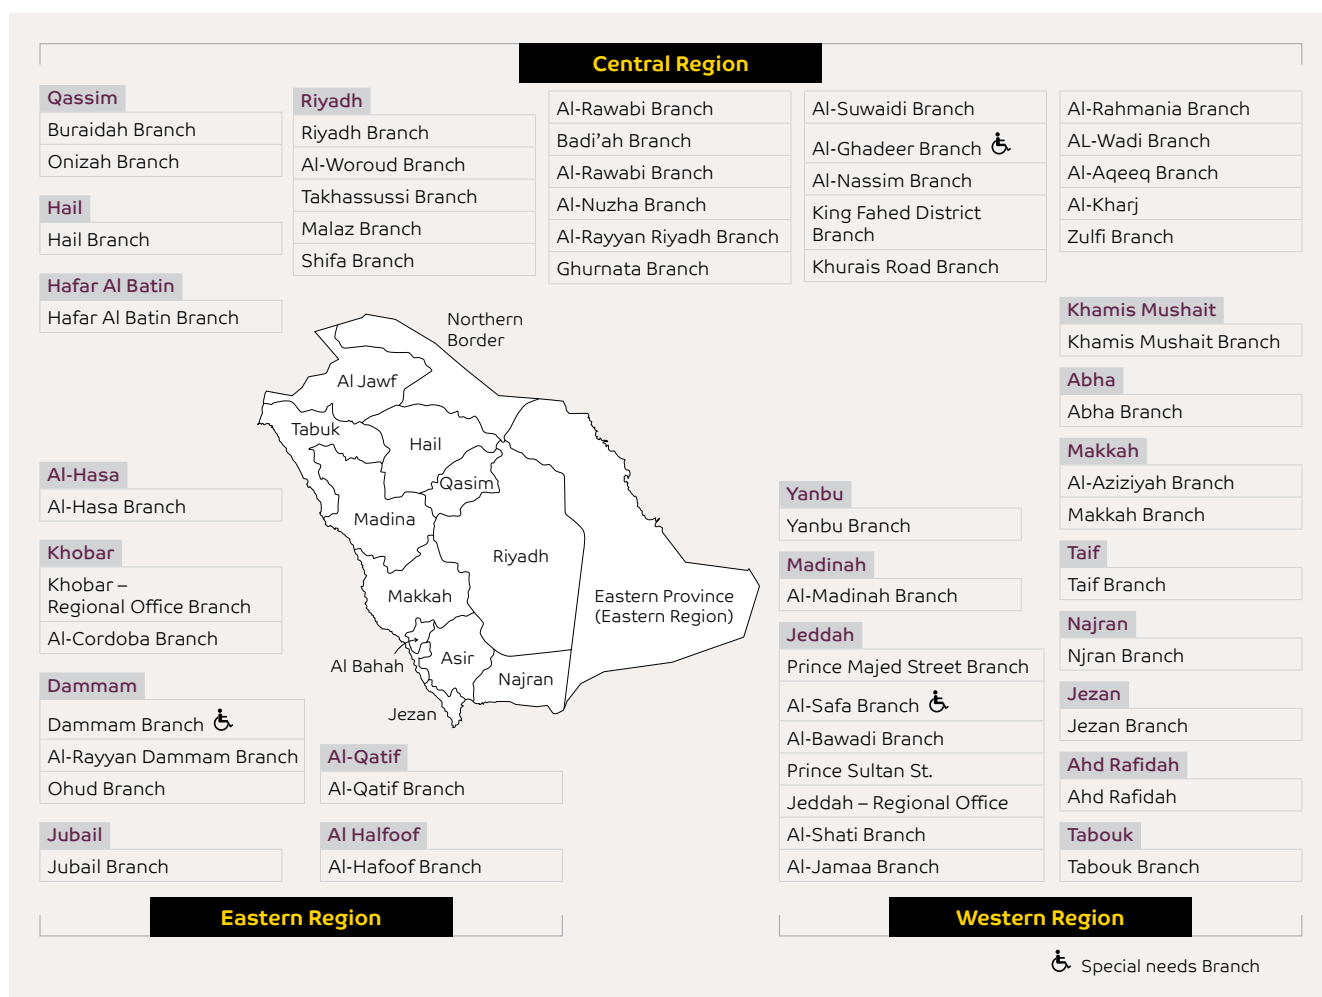 Central Region
Qassim
Buraidah Branch
Onizah Branch
Hail
Hail Branch
Hafar Al Batin
Hafar Al Batin Branch
Riyadh
Riyadh Branch
Al-Woroud Branch
Takhassussi Branch
Malaz Branch
Shifa Branch
Al-Rawabi Branch
Badi’ah Branch
Al-Rawabi Branch
Al-Nuzha Branch
Al-Rayyan Riyadh Branch
Ghurnata Branch
Al-Suwaidi Branch
Al-Ghadeer Branch
Al-Nassim Branch
King Fahed District
Branch
Khurais Road Branch
Al-Rahmania Branch
AL-Wadi Branch
Al-Aqeeq Branch
Al-Kharj
Zulfi Branch
Northern
Border
Al Jawf
Tabuk
Hail
Qasim
Madina
Riyadh
Makkah
Eastern Province
(Eastern Region)
Al Bahah
Asir
Najran
Jezan
Al-Hasa
Al-Hasa Branch
Khobar
Khobar –
Regional Office Branch
Al-Cordoba Branch
Dammam
Dammam Branch
Al-Rayyan Dammam Branch
Ohud Branch
Jubail
Jubail Branch
Al-Qatif
Al-Qatif Branch
Al Halfoof
Al-Hafoof Branch
Eastern Region
Yanbu
Yanbu Branch
Madinah
Al-Madinah Branch
Jeddah
Prince Majed Street Branch
Al-Safa Branch
Al-Bawadi Branch
Prince Sultan St.
Jeddah – Regional Office
Al-Shati Branch
Al-Jamaa Branch
Khamis Mushait
Khamis Mushait Branch
Abha
Abha Branch
Makkah
Al-Aziziyah Branch
Makkah Branch
Taif
Taif Branch
Najran
Njran Branch
Jezan
Jezan Branch
Ahd Rafidah
Ahd Rafidah
Tabouk
Tabouk Branch
Western Region
Special needs Branch